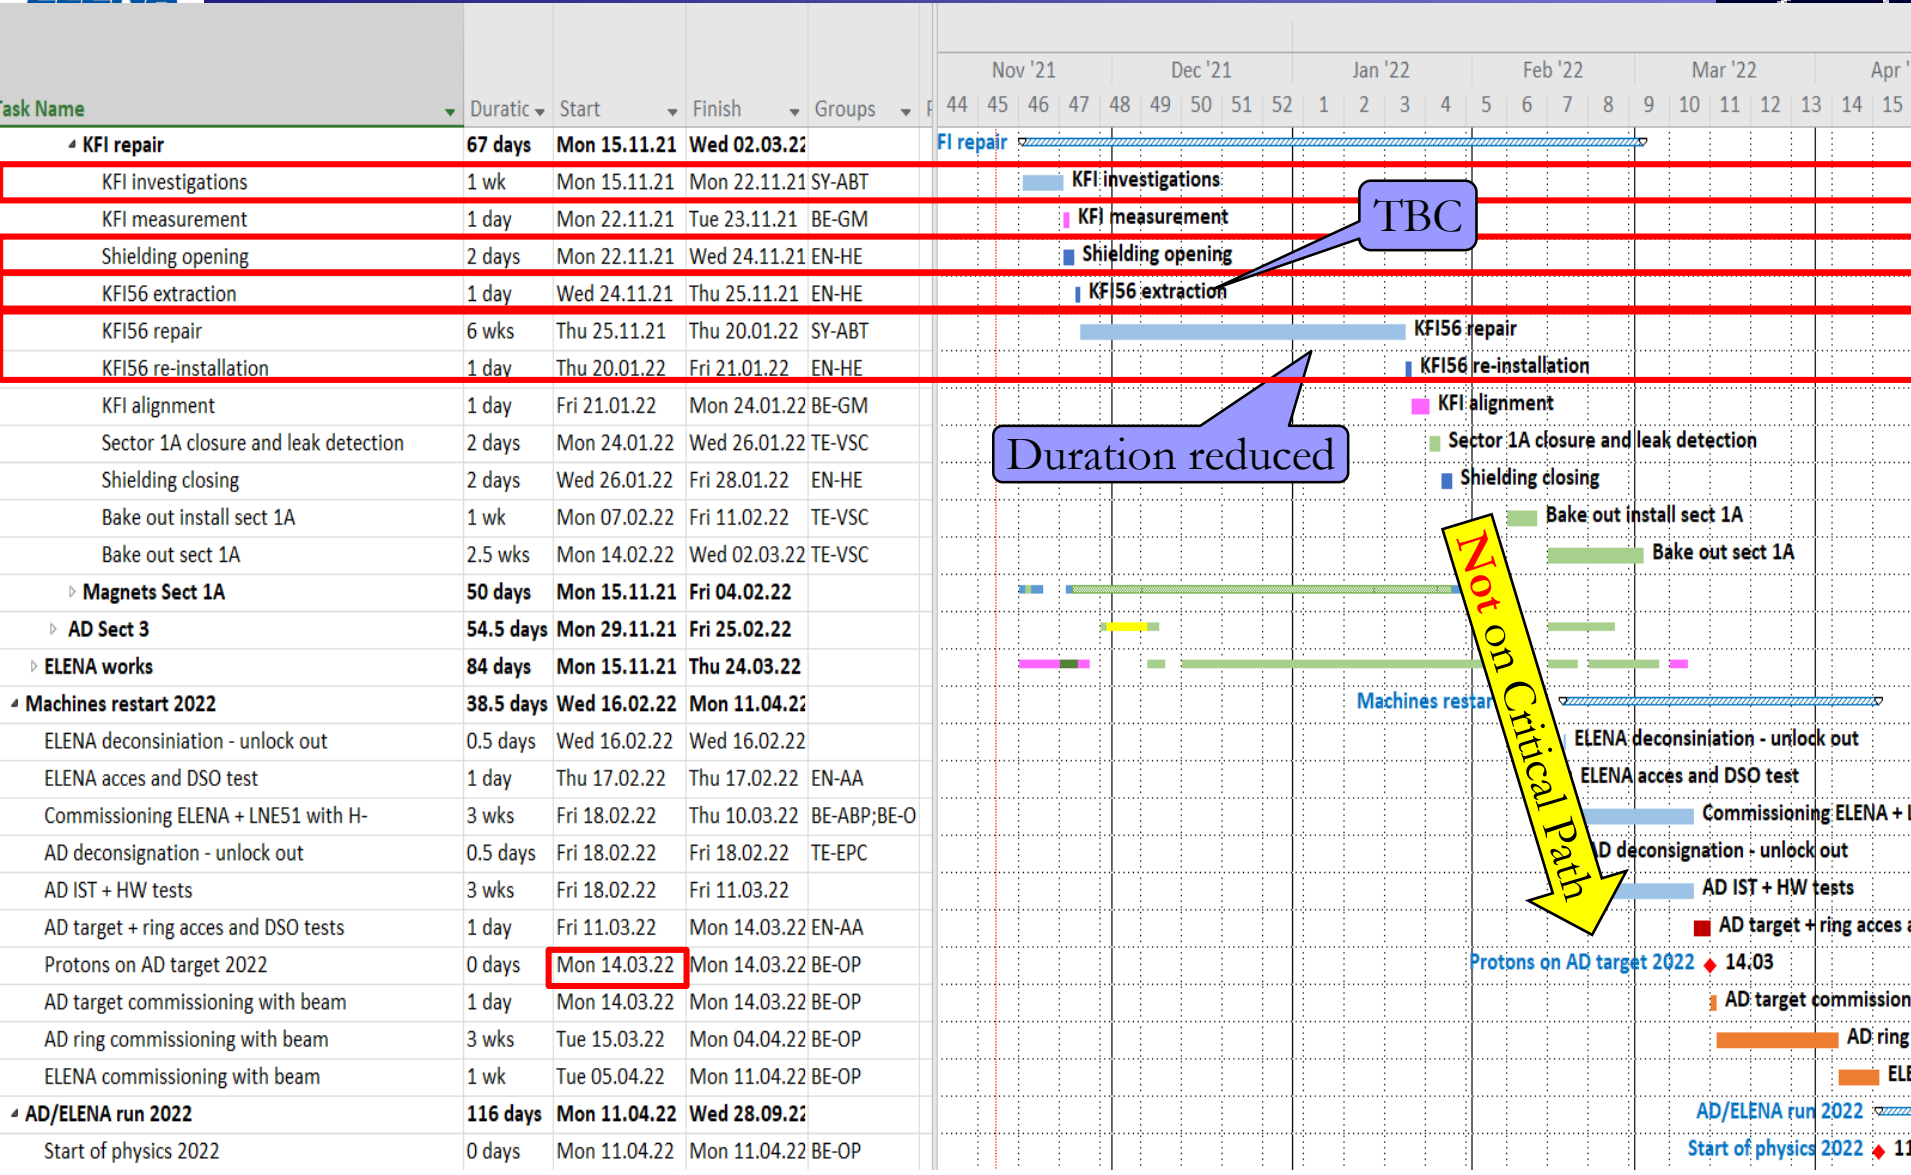 Nov '21 Dec '21 Jan '22 Feb '22 Mar '22 Apr '
Task Name Duratic Start Finish Groups 44 45 46 47 48 49 50 51 52 1 2 3 4 5 6 7 8 9 10 11 12 13 14 15
KFI repair 67 days Mon 15.11.21 Wed 02.03.22 FI repair
KFI investigations 1 wk Mon 15.11.21 Mon 22.11.21 SY-ABT KFI investigations
KFI measurement 1 day Mon 22.11.21 Tue 23.11.21 BE-GM KFI measurement
TBC
Shielding opening 2 days Mon 22.11.21 Wed 24.11.21 EN-HE Shielding opening
KFI56 extraction 1 day Wed 24.11.21 Thu 25.11.21 EN-HE KFI56 extraction
KFI56 repair 6 wks Thu 25.11.21 Thu 20.01.22 SY-ABT KFI56 repair
KFI56 re-installation 1 day Thu 20.01.22 Fri 21.01.22 EN-HE KFI56 re-installation
KFI alignment 1 day Fri 21.01.22 Mon 24.01.22 BE-GM KFI alignment
Sector 1A closure and leak detection 2 days Mon 24.01.22 Wed 26.01.22 TE-VSC Sector 1A closure and leak detection
Duration reduced
Shielding closing 2 days Wed 26.01.22 Fri 28.01.22 EN-HE Shielding closing
Bake out install sect 1A 1 wk Mon 07.02.22 Fri 11.02.22 TE-VSC Bake out install sect 1A
Bake out sect 1A 2.5 wks Mon 14.02.22 Wed 02.03.22 TE-VSC Bake out sect 1A
Magnets Sect 1A 50 days Mon 15.11.21 Fri 04.02.22
AD Sect 3 54.5 days Mon 29.11.21 Fri 25.02.22
ELENA works 84 days Mon 15.11.21 Thu 24.03.22
Not on Critical Path
Machines restart 2022 38.5 days Wed 16.02.22 Mon 11.04.22 Machines restar
ELENA deconsiniation - unlock out 0.5 days Wed 16.02.22 Wed 16.02.22 ELENA deconsiniation - unlock out
ELENA acces and DSO test 1 day Thu 17.02.22 Thu 17.02.22 EN-AA ELENA acces and DSO test
Commissioning ELENA + LNE51 with H- 3 wks Fri 18.02.22 Thu 10.03.22 BE-ABP;BE-O Commissioning ELENA + L
AD deconsignation - unlock out 0.5 days Fri 18.02.22 Fri 18.02.22 TE-EPC AD deconsignation - unlock out
AD IST + HW tests 3 wks Fri 18.02.22 Fri 11.03.22 AD IST + HW tests
AD target + ring acces and DSO tests 1 day Fri 11.03.22 Mon 14.03.22 EN-AA AD target + ring acces a
Protons on AD target 2022 0 days Mon 14.03.22 Mon 14.03.22 BE-OP Protons on AD target 2022 14.03
AD target commissioning with beam 1 day Mon 14.03.22 Mon 14.03.22 BE-OP AD target commission
AD ring commissioning with beam 3 wks Tue 15.03.22 Mon 04.04.22 BE-OP AD ring
ELENA commissioning with beam 1 wk Tue 05.04.22 Mon 11.04.22 BE-OP ELE
AD/ELENA run 2022 116 days Mon 11.04.22 Wed 28.09.22 AD/ELENA run 2022
Start of physics 2022 0 days Mon 11.04.22 Mon 11.04.22 BE-OP Start of physics 2022 11